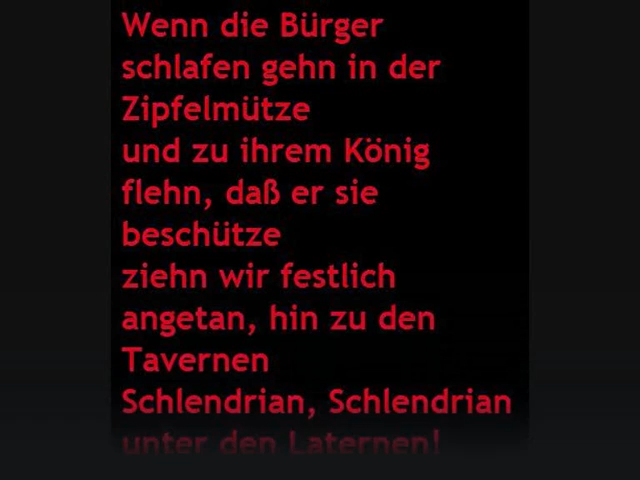 Wenn die Bürger
schlafen gehn in der
Zipfelmütze
und zu ihrem König
flehn, daß er sie
beschütze
ziehn wir festlich
angetan, hin zu den
Tavernen
Schlendrian, Schlendrian
unter den Laternen!